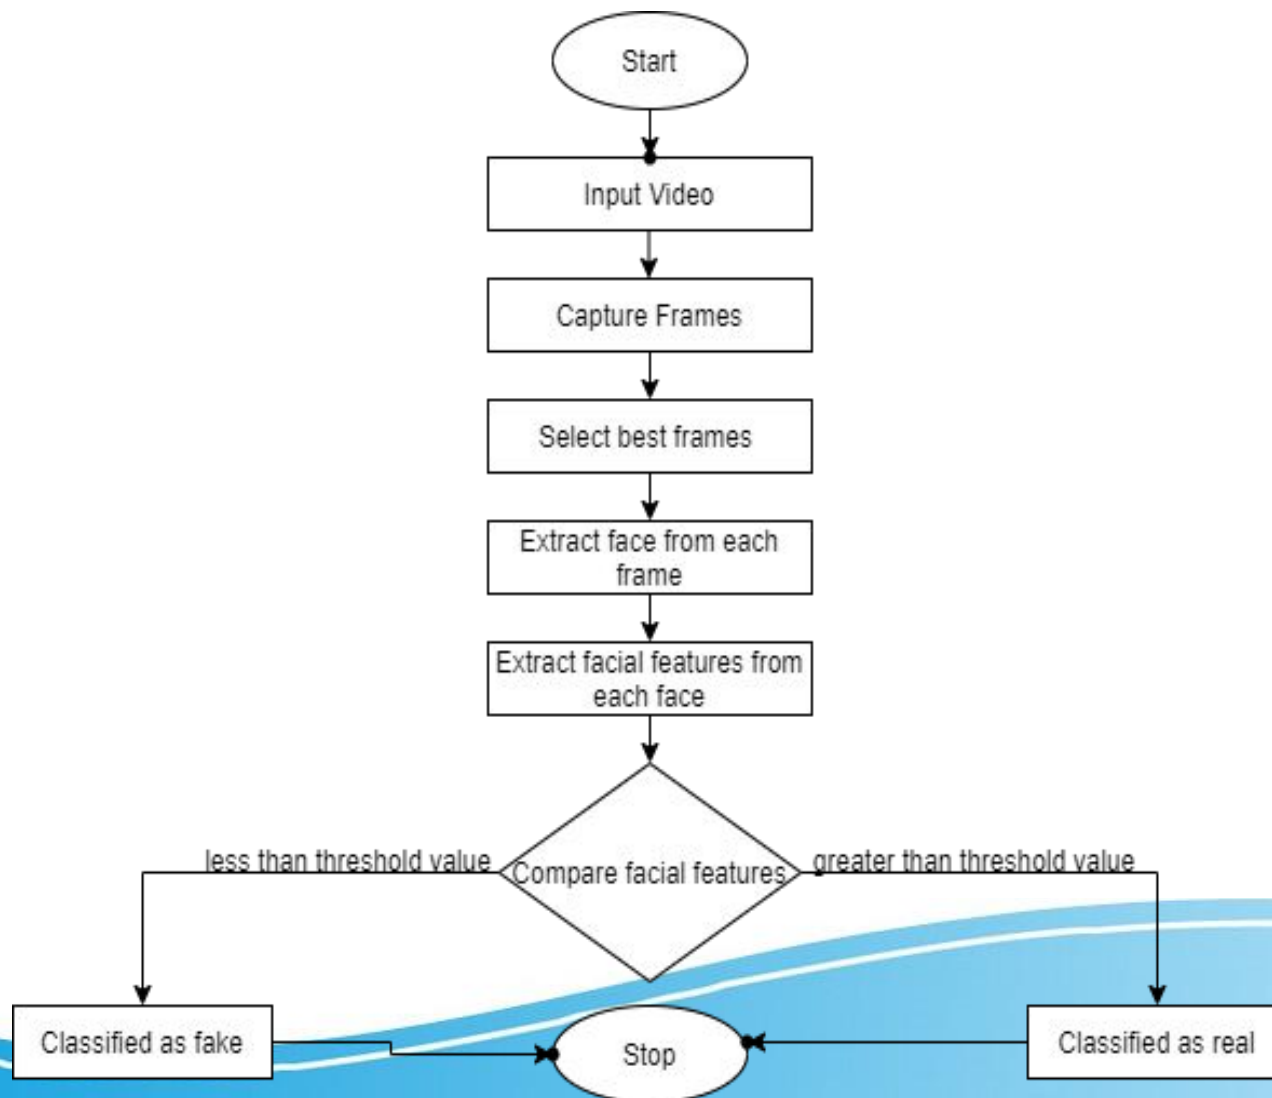 Start
Input Video
Capture Frames
Select best frames
Extract face from each
frame
Extract facial features from
each face
less than threshold value
Compare facial features
greater than threshold value
Classified as fake
Stop
Classified as real